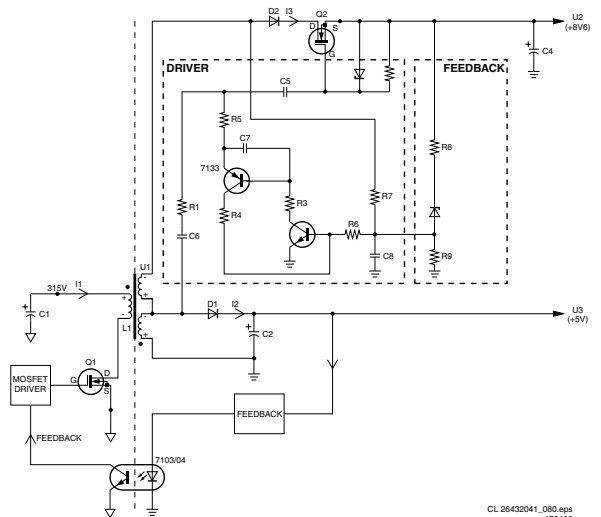 D2
I3
Q2
D
S
G
U2
(+8V6)
+
C4
DRIVER
FEEDBACK
C5
R5
C7
R8
7133
R1
R4
R3
R7
R6
C6
C8
R9
U1
-
+
315V
I1
+
-
L1
-
+
+
C1
D1
I2
U3
(+5V)
+
C2
Q1
D
G
S
MOSFET
DRIVER
FEEDBACK
FEEDBACK
7103/04
CL 26432041_080.eps